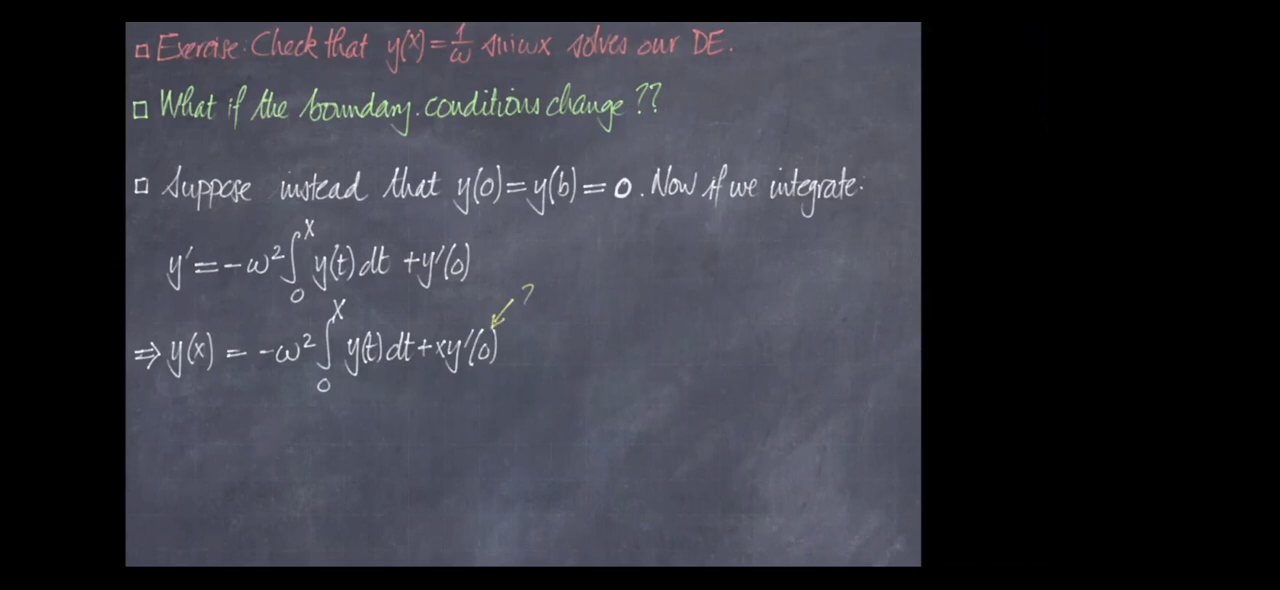 □ Exercise: Check that y(x) = 1/ω sin ωx solves our DE.
□ What if the boundary conditions change??
□ Suppose instead that y(0) = y(b) = 0. Now if we integrate:
y′ = -ω² ∫₀ˣ y(t) dt + y′(0)
?
⇒ y(x) = -ω² ∫₀ˣ y(t) dt + xy′(0)